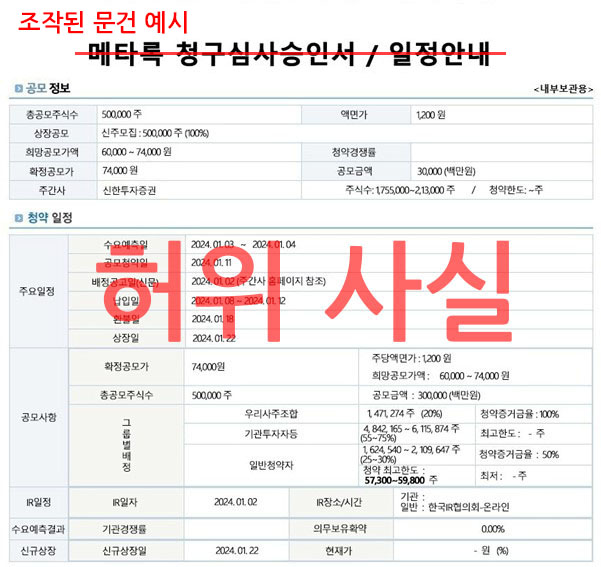 조작된 문건 예시
메타록 청구심사승인서 / 일정안내
공모 정보
<내부보관용>
총공모주식수 500,000 주 액면가 1,200 원
상장공모 신주모집 : 500,000 주 (100%)
희망공모가액 60,000 ~ 74,000 원 청약경쟁률
확정공모가 74,000 원 공모금액 30,000 (백만원)
주간사 신한투자증권 주식수: 1,755,000~2,13,000 주 / 청약한도: ~주
청약 일정
허위 사실
주요일정
수요예측일 2024. 01. 03 ~ 2024. 01. 04
공모청약일 2024. 01. 11
배정공고일(신문) 2024. 01. 02 (주간사 홈페이지 참조)
납입일 2024. 01. 08 ~ 2024. 01. 12
환불일 2024. 01. 18
상장일 2024. 01. 22
공모사항
확정공모가 74,000원 주당액면가 : 1,200 원
희망공모가액 : 60,000 ~ 74,000 원
총공모주식수 500,000 주 공모금액 : 300,000 (백만원)
그룹별배정
우리사주조합 1, 471, 274 주 (20%) 청약증거금율 : 100%
기관투자자등 4, 842, 165 ~ 6, 115, 874 주 (55~75%) 최고한도 : - 주
일반청약자 1, 624, 540 ~ 2, 109, 647 주 (25~30%) 청약증거금율 : 50%
청약 최고한도 : 57,300~59,800 주 최저 : - 주
IR일정 IR일자 2024. 01. 02 IR장소/시간 기관 :
일반 : 한국IR협의회-온라인
수요예측결과 기관경쟁률 의무보유확약 0.00%
신규상장 신규상장일 2024. 01. 22 현재가 - 원 (%)